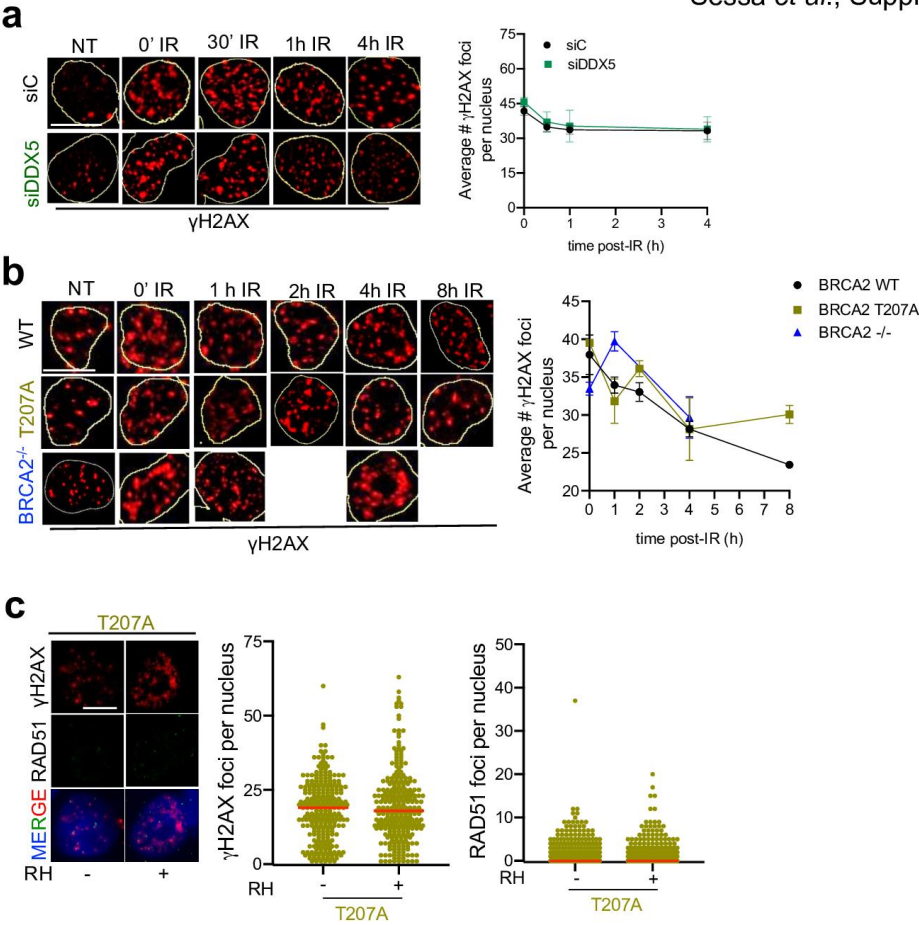 Sessa et al., Suppl
a
NT 0' IR 30' IR 1h IR 4h IR
siC
siDDX5
γH2AX
Average # γH2AX foci
per nucleus
75
60
45
30
15
0
0 1 2 3 4
time post-IR (h)
siC
siDDX5
b
NT 0' IR 1 h IR 2h IR 4h IR 8h IR
WT
T207A
BRCA2-/-
γH2AX
Average # γH2AX foci
per nucleus
45
40
35
30
25
20
0 1 2 3 4 5 6 7 8
time post-IR (h)
BRCA2 WT
BRCA2 T207A
BRCA2 -/-
c
T207A
γH2AX
RAD51
MERGE
RH - +
γH2AX foci per nucleus
75
50
25
0
RH - +
T207A
RAD51 foci per nucleus
50
40
30
20
10
0
RH - +
T207A